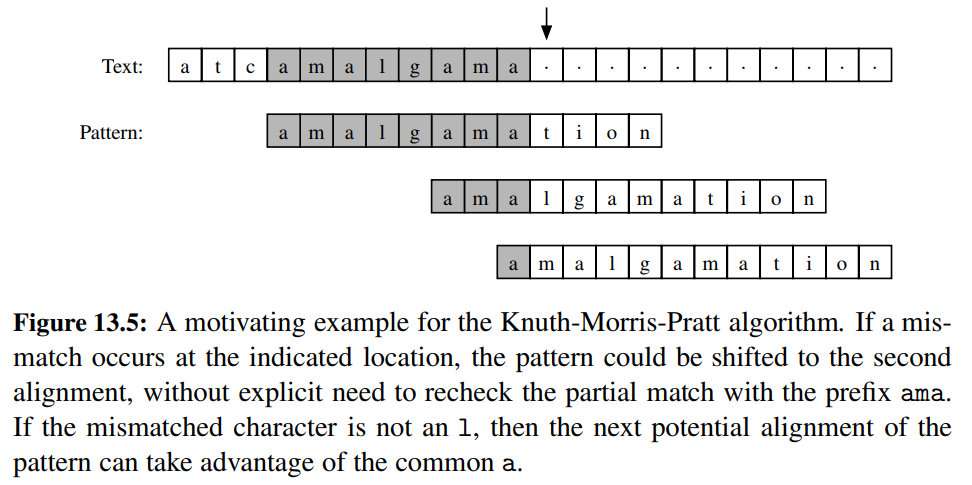 Text: a t c a m a l g a m a . . . . . . . . . . .
Pattern: a m a l g a m a t i o n
a m a l g a m a t i o n
a m a l g a m a t i o n
Figure 13.5: A motivating example for the Knuth-Morris-Pratt algorithm. If a mis-
match occurs at the indicated location, the pattern could be shifted to the second
alignment, without explicit need to recheck the partial match with the prefix ama.
If the mismatched character is not an l, then the next potential alignment of the
pattern can take advantage of the common a.